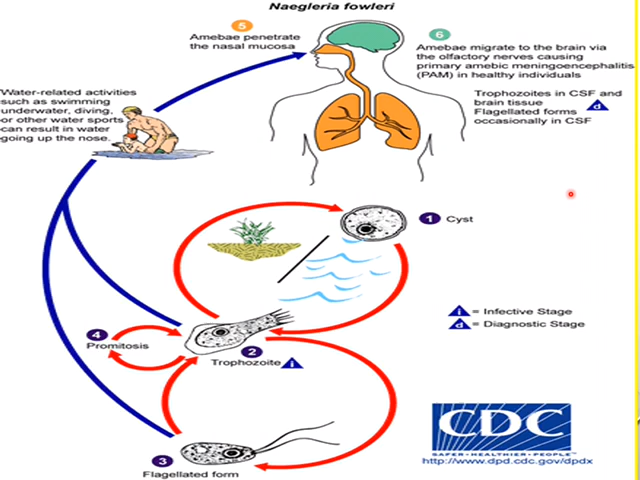 Naegleria fowleri
5
Amebae penetrate
the nasal mucosa
6
Amebae migrate to the brain via
the olfactory nerves causing
primary amebic meningoencephalitis
(PAM) in healthy individuals
Trophozoites in CSF and
brain tissue
Flagellated forms
occasionally in CSF
d
Water-related activities
such as swimming
underwater, diving,
or other water sports
can result in water
going up the nose.
1 Cyst
i = Infective Stage
d = Diagnostic Stage
4
Promitosis
2
Trophozoite i
3
Flagellated form
CDC
SAFER·HEALTHIER·PEOPLE™
http://www.dpd.cdc.gov/dpdx